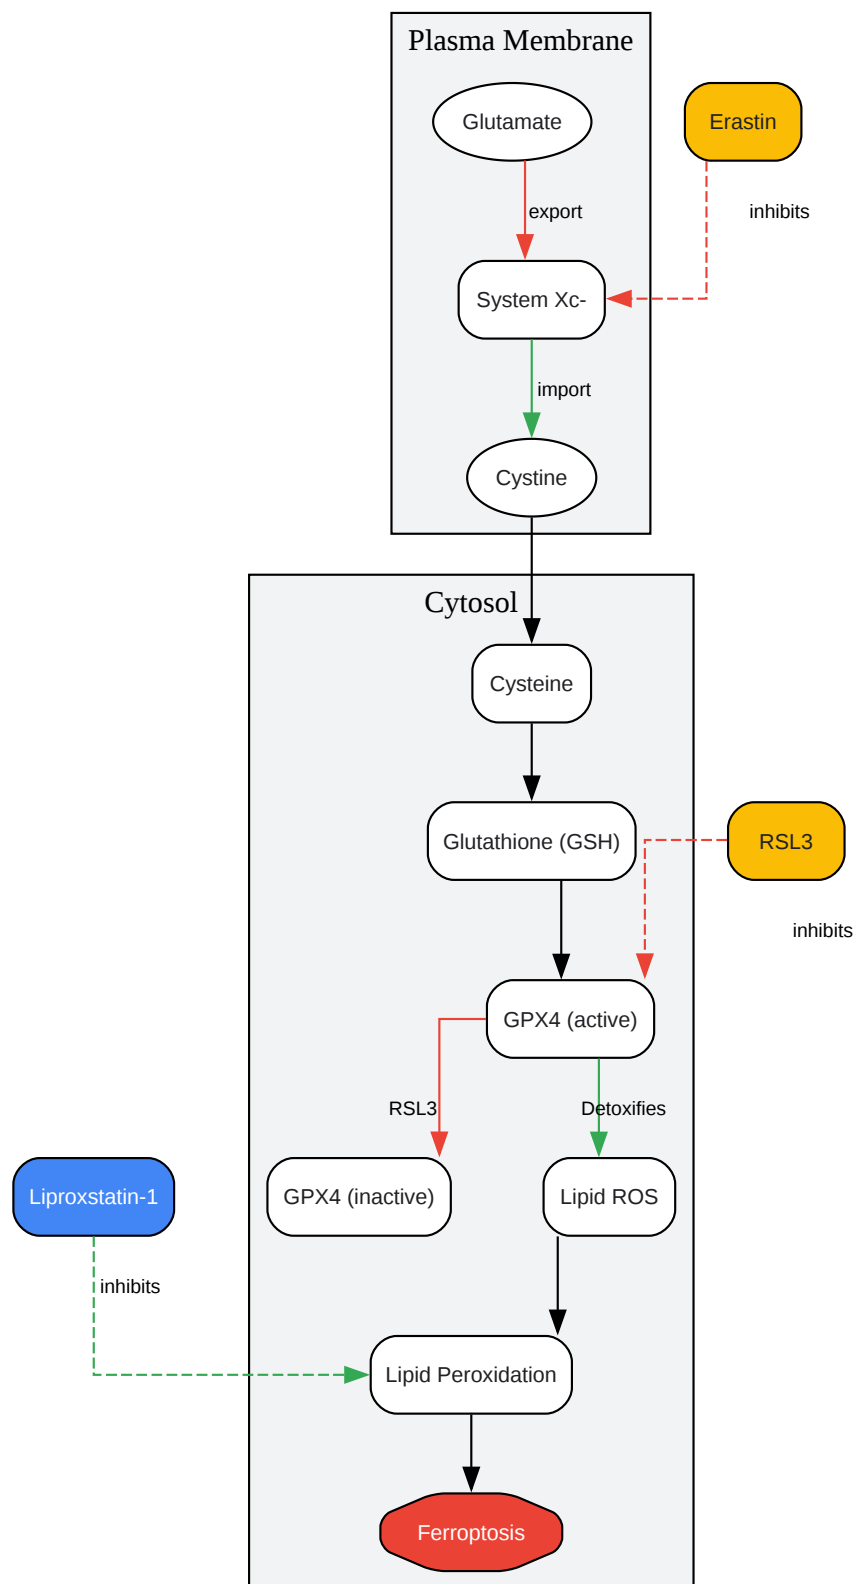 Plasma Membrane
Glutamate
Erastin
export
inhibits
System Xc-
import
Cystine
Cytosol
Cysteine
Glutathione (GSH)
RSL3
inhibits
GPX4 (active)
RSL3
Detoxifies
Liproxstatin-1
GPX4 (inactive)
Lipid ROS
inhibits
Lipid Peroxidation
Ferroptosis